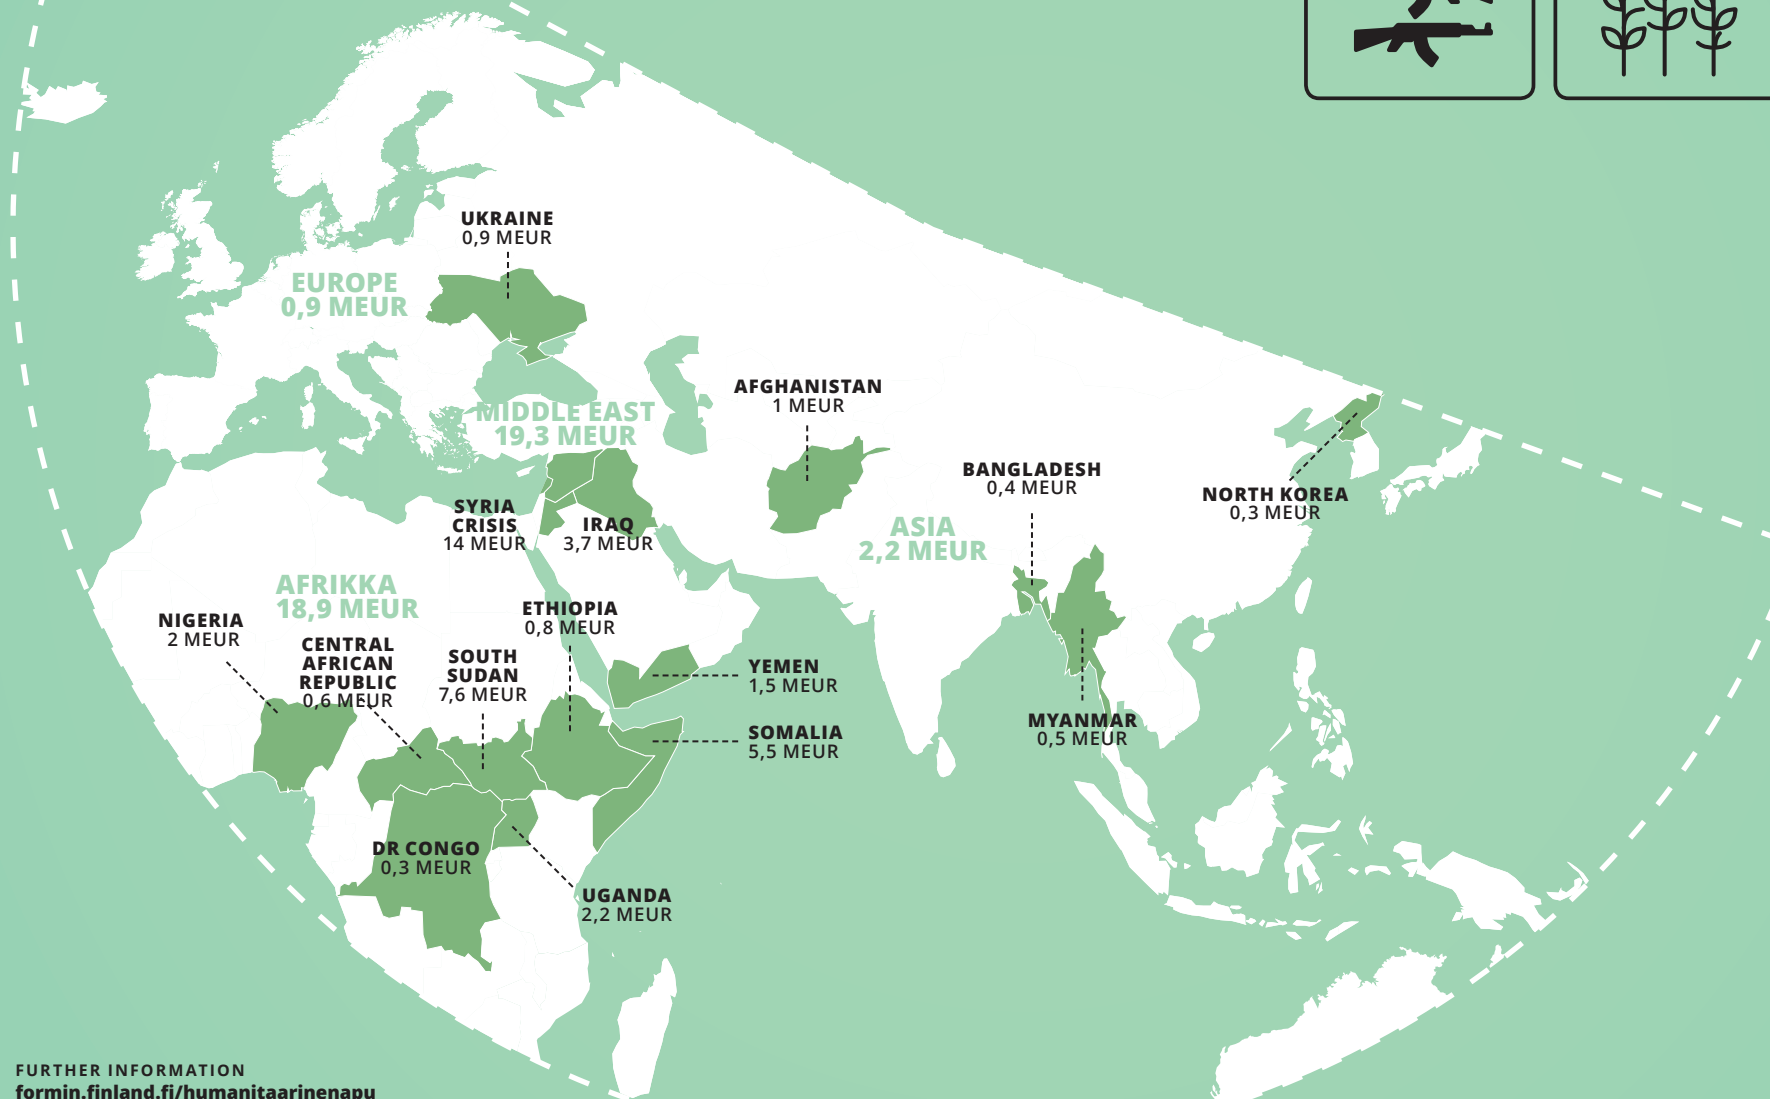 UKRAINE
0,9 MEUR
EUROPE
0,9 MEUR
AFGHANISTAN
1 MEUR
MIDDLE EAST
19,3 MEUR
BANGLADESH
0,4 MEUR
NORTH KOREA
0,3 MEUR
SYRIA
CRISIS
14 MEUR
IRAQ
3,7 MEUR
ASIA
2,2 MEUR
AFRIKKA
18,9 MEUR
ETHIOPIA
0,8 MEUR
NIGERIA
2 MEUR
CENTRAL
AFRICAN
REPUBLIC
0,6 MEUR
SOUTH
SUDAN
7,6 MEUR
YEMEN
1,5 MEUR
SOMALIA
5,5 MEUR
MYANMAR
0,5 MEUR
DR CONGO
0,3 MEUR
UGANDA
2,2 MEUR
FURTHER INFORMATION
formin.finland.fi/humanitaarinenapu